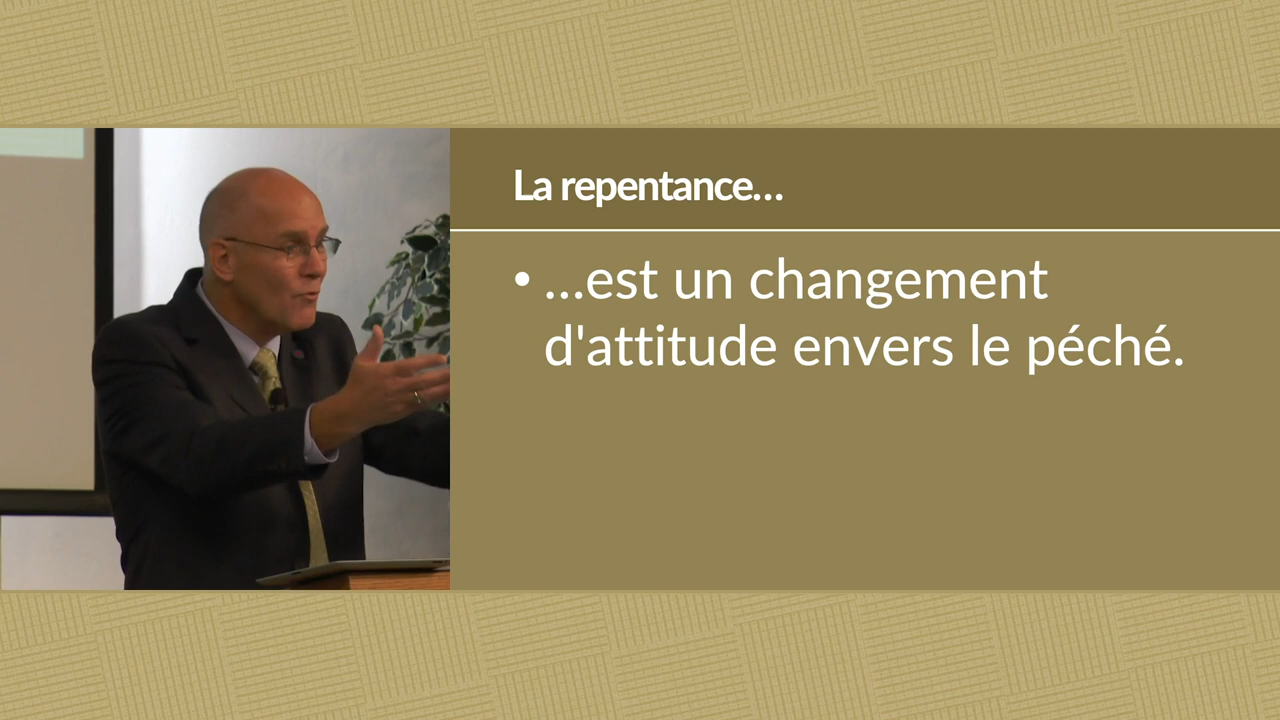 La repentance…
• …est un changement
d'attitude envers le péché.